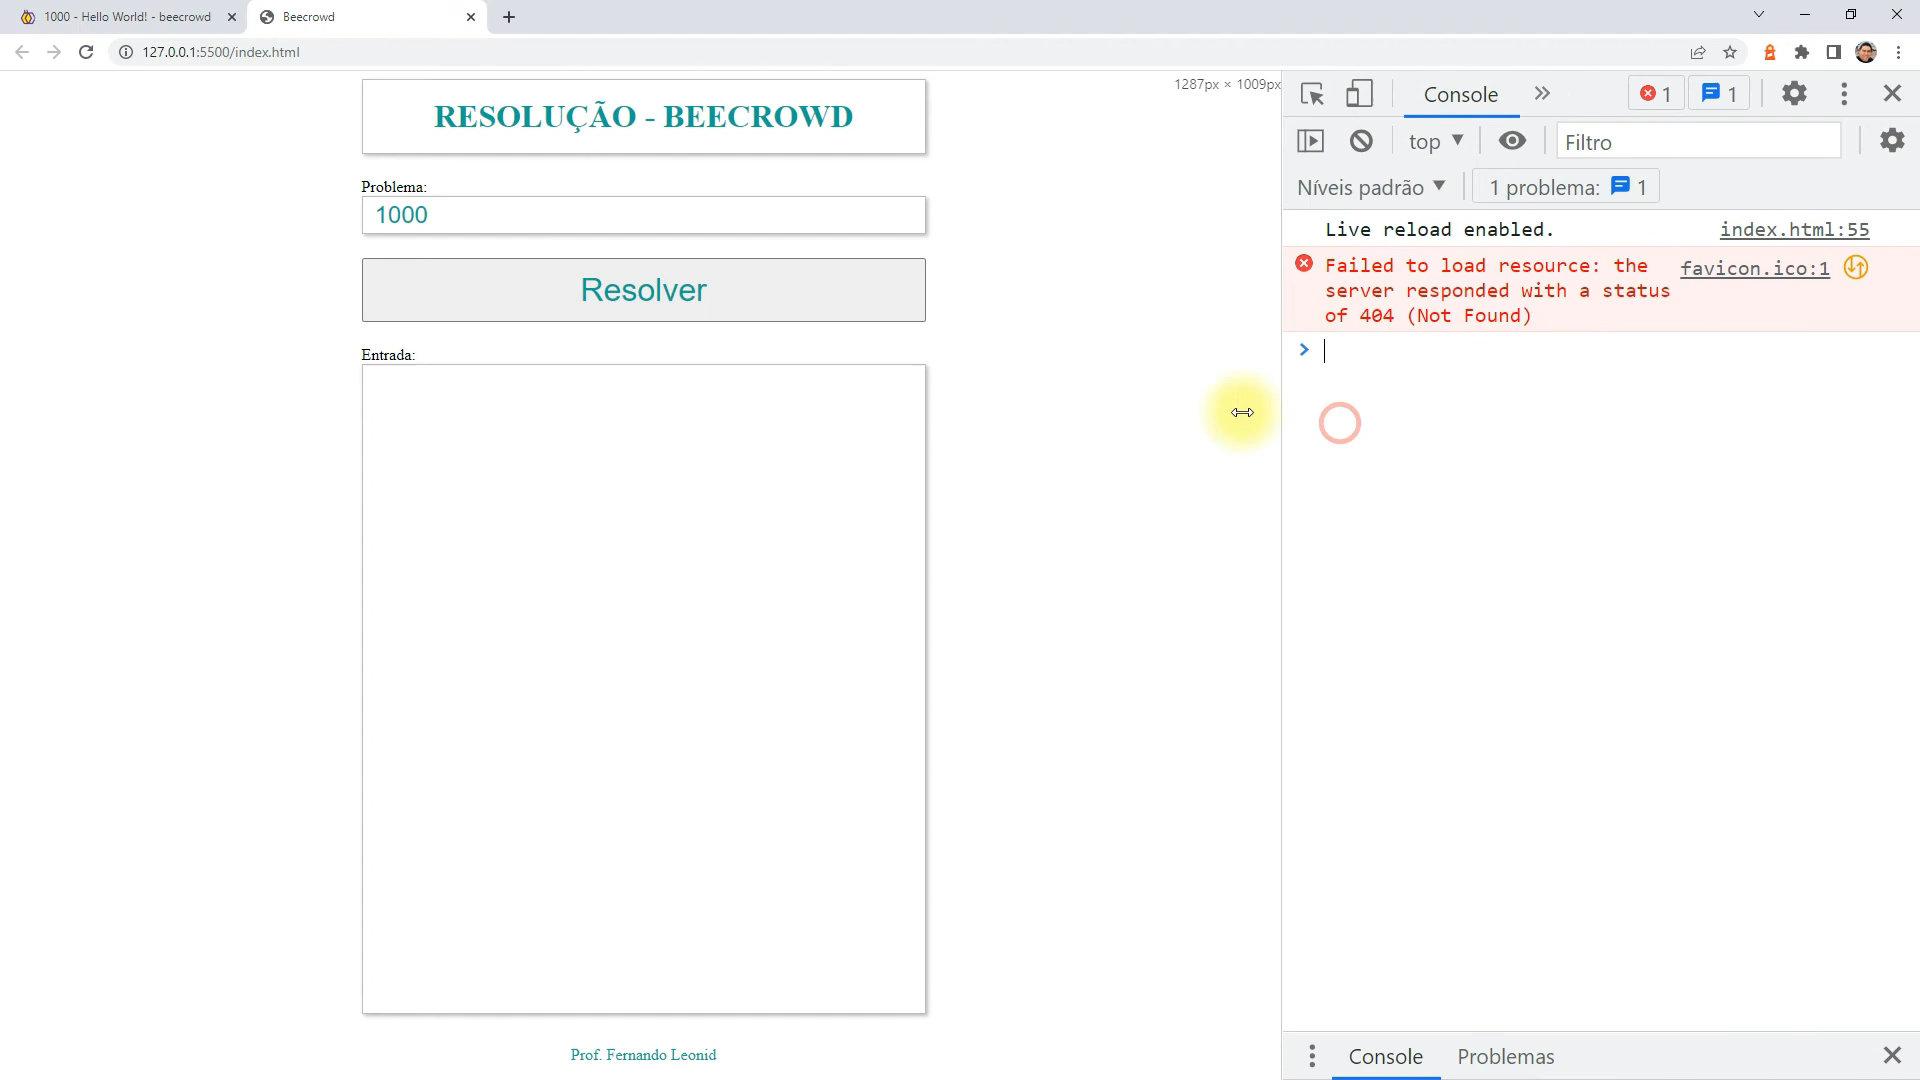 1000 - Hello World! - beecrowd
Beecrowd
127.0.0.1:5500/index.html
RESOLUÇÃO - BEECROWD
1287px × 1009px
Problema:
1000
Resolver
Entrada:
Prof. Fernando Leonid
Console
1
1
top
Filtro
Níveis padrão
1 problema: 1
Live reload enabled. index.html:55
Failed to load resource: the favicon.ico:1
server responded with a status
of 404 (Not Found)
Console
Problemas